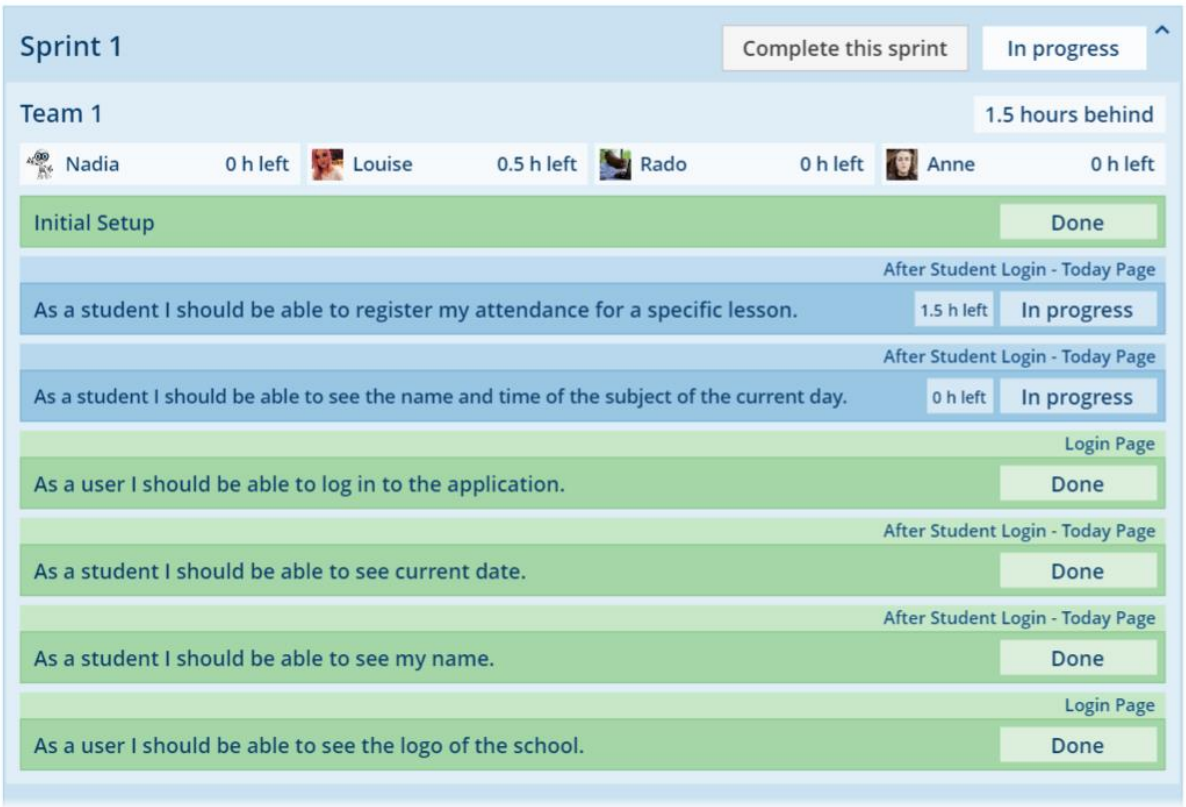 Sprint 1 Complete this sprint In progress
Team 1 1.5 hours behind
Nadia 0 h left Louise 0.5 h left Rado 0 h left Anne 0 h left
Initial Setup Done
After Student Login - Today Page
As a student I should be able to register my attendance for a specific lesson. 1.5 h left In progress
After Student Login - Today Page
As a student I should be able to see the name and time of the subject of the current day. 0 h left In progress
Login Page
As a user I should be able to log in to the application. Done
After Student Login - Today Page
As a student I should be able to see current date. Done
After Student Login - Today Page
As a student I should be able to see my name. Done
Login Page
As a user I should be able to see the logo of the school. Done